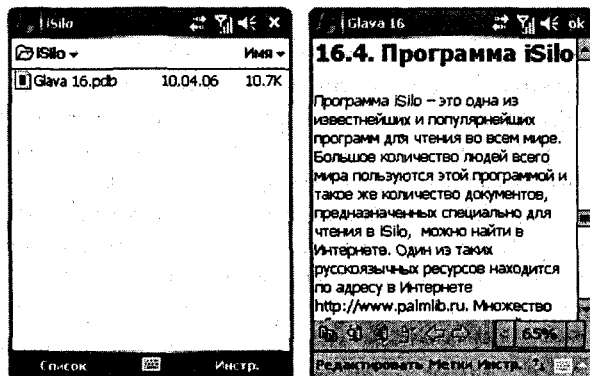 iSilo
iSilo
Имя
Glava 16.pdb 10.04.06 10.7K
Список Инстр.
Glava 16 ok
16.4. Программа iSilo
Программа iSilo – это одна из
известнейших и популярнейших
программ для чтения во всем мире.
Большое количество людей всего
мира пользуются этой программой и
такое же количество документов,
предназначенных специально для
чтения в iSilo, можно найти в
Интернете. Один из таких
русскоязычных ресурсов находится
по адресу в Интернете
http://www.palmlib.ru. Множество
65%
Редактировать Метки Инстр.